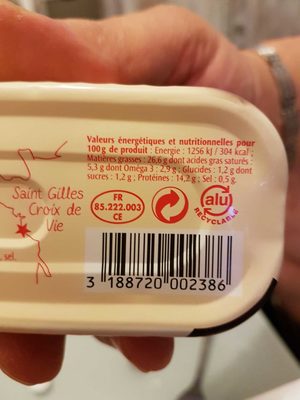 Valeurs énergétiques et nutritionnelles pour
100g de produit : Energie : 1256 kJ / 304 kcal ;
Matières grasses : 26,6 g dont acides gras saturés :
5,3 g dont Oméga 3 : 2,9 g ; Glucides : 1,2 g dont
sucres : 1,2 g ; Protéines : 14,2 g ; Sel : 0,5 g
Saint Gilles
Croix de
Vie
sel.
FR
85.222.003
CE
alu
RECYCLABLE
3 188720 002386